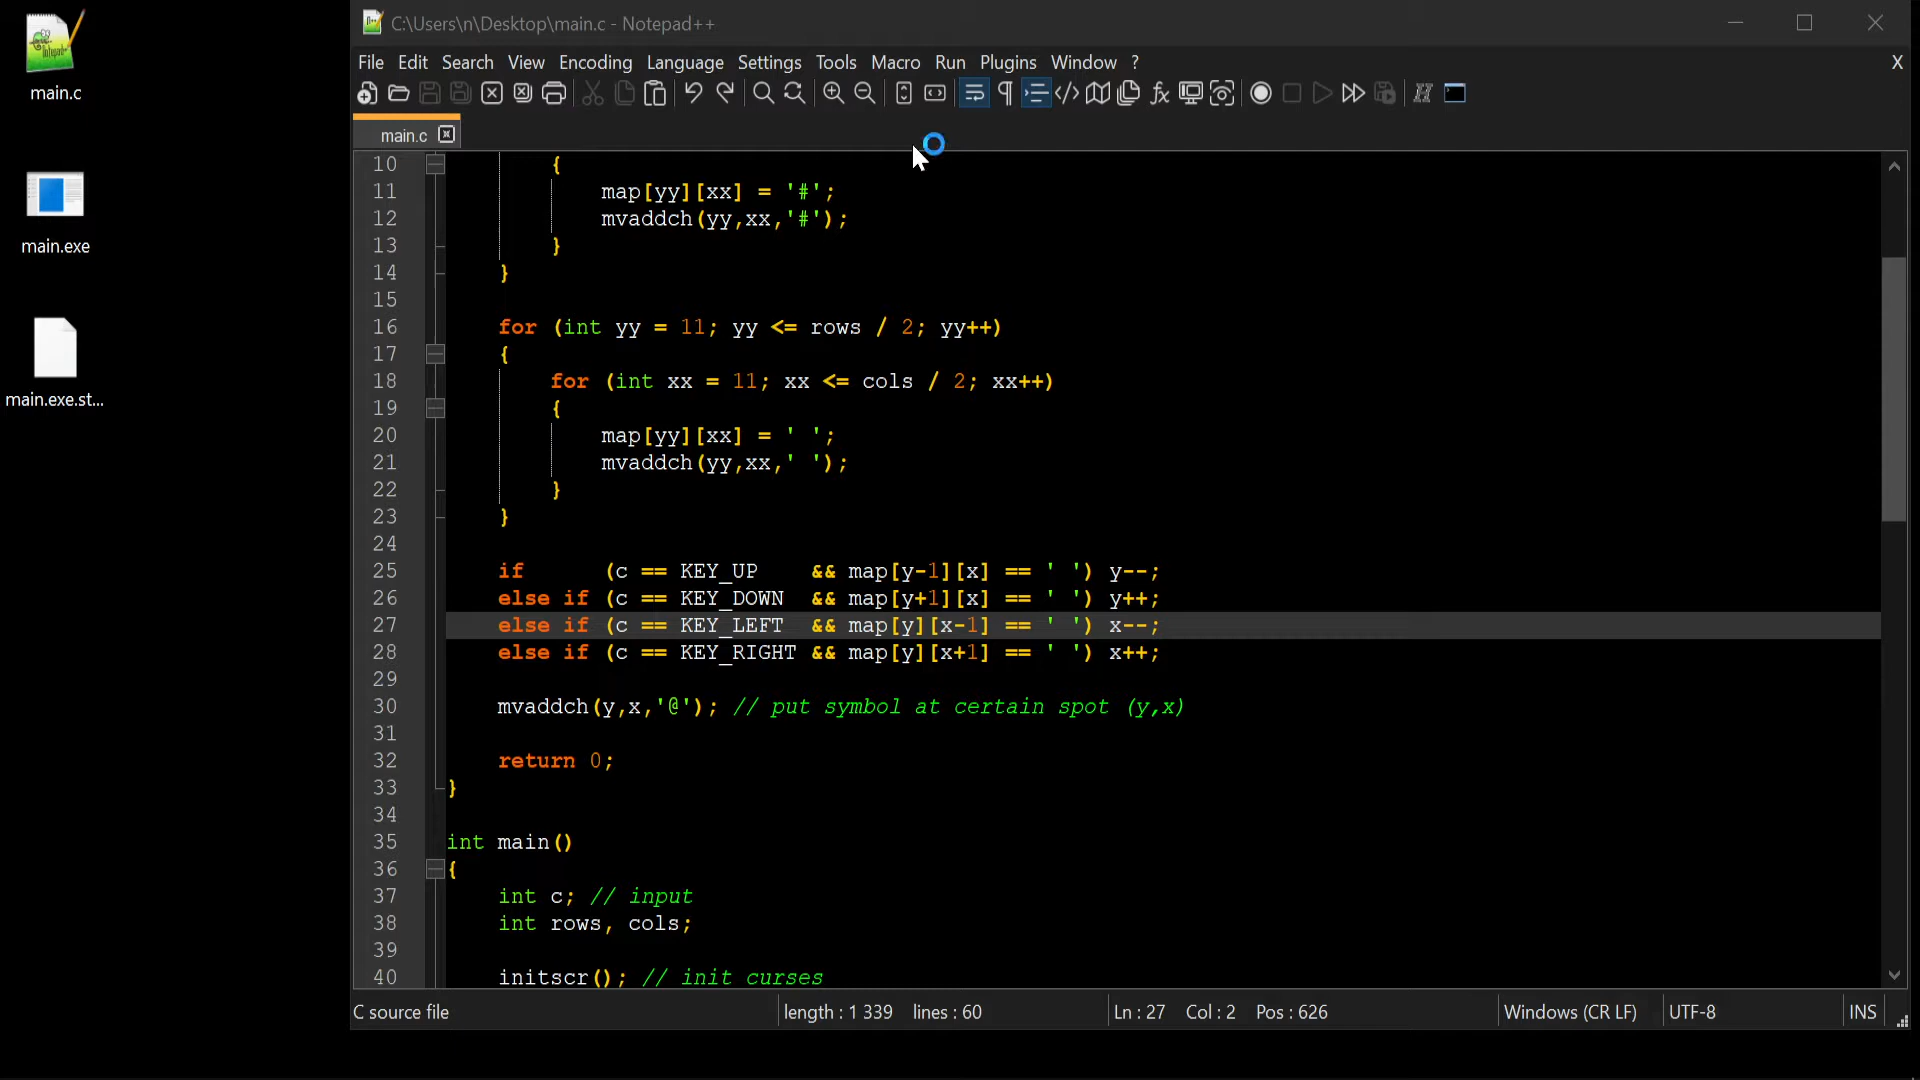 main.c
main.exe
main.exe.st...
C:\Users\n\Desktop\main.c - Notepad++
File Edit Search View Encoding Language Settings Tools Macro Run Plugins Window ? X
main.c
10 {
11 map[yy][xx] = '#';
12 mvaddch(yy,xx,'#');
13 }
14 }
15
16 for (int yy = 11; yy <= rows / 2; yy++)
17 {
18 for (int xx = 11; xx <= cols / 2; xx++)
19 {
20 map[yy][xx] = ' ';
21 mvaddch(yy,xx,' ');
22 }
23 }
24
25 if (c == KEY_UP && map[y-1][x] == ' ') y--;
26 else if (c == KEY_DOWN && map[y+1][x] == ' ') y++;
27 else if (c == KEY_LEFT && map[y][x-1] == ' ') x--;
28 else if (c == KEY_RIGHT && map[y][x+1] == ' ') x++;
29
30 mvaddch(y,x,'@'); // put symbol at certain spot (y,x)
31
32 return 0;
33 }
34
35 int main()
36 {
37 int c; // input
38 int rows, cols;
39
40 initscr(); // init curses
C source file length : 1 339 lines : 60 Ln : 27 Col : 2 Pos : 626 Windows (CR LF) UTF-8 INS